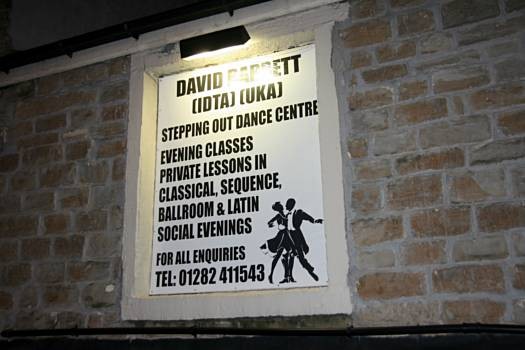 DAVID BARRETT
(IDTA) (UKA)
STEPPING OUT DANCE CENTRE
EVENING CLASSES
PRIVATE LESSONS IN
CLASSICAL, SEQUENCE,
BALLROOM & LATIN
SOCIAL EVENINGS
FOR ALL ENQUIRIES
TEL: 01282 411543